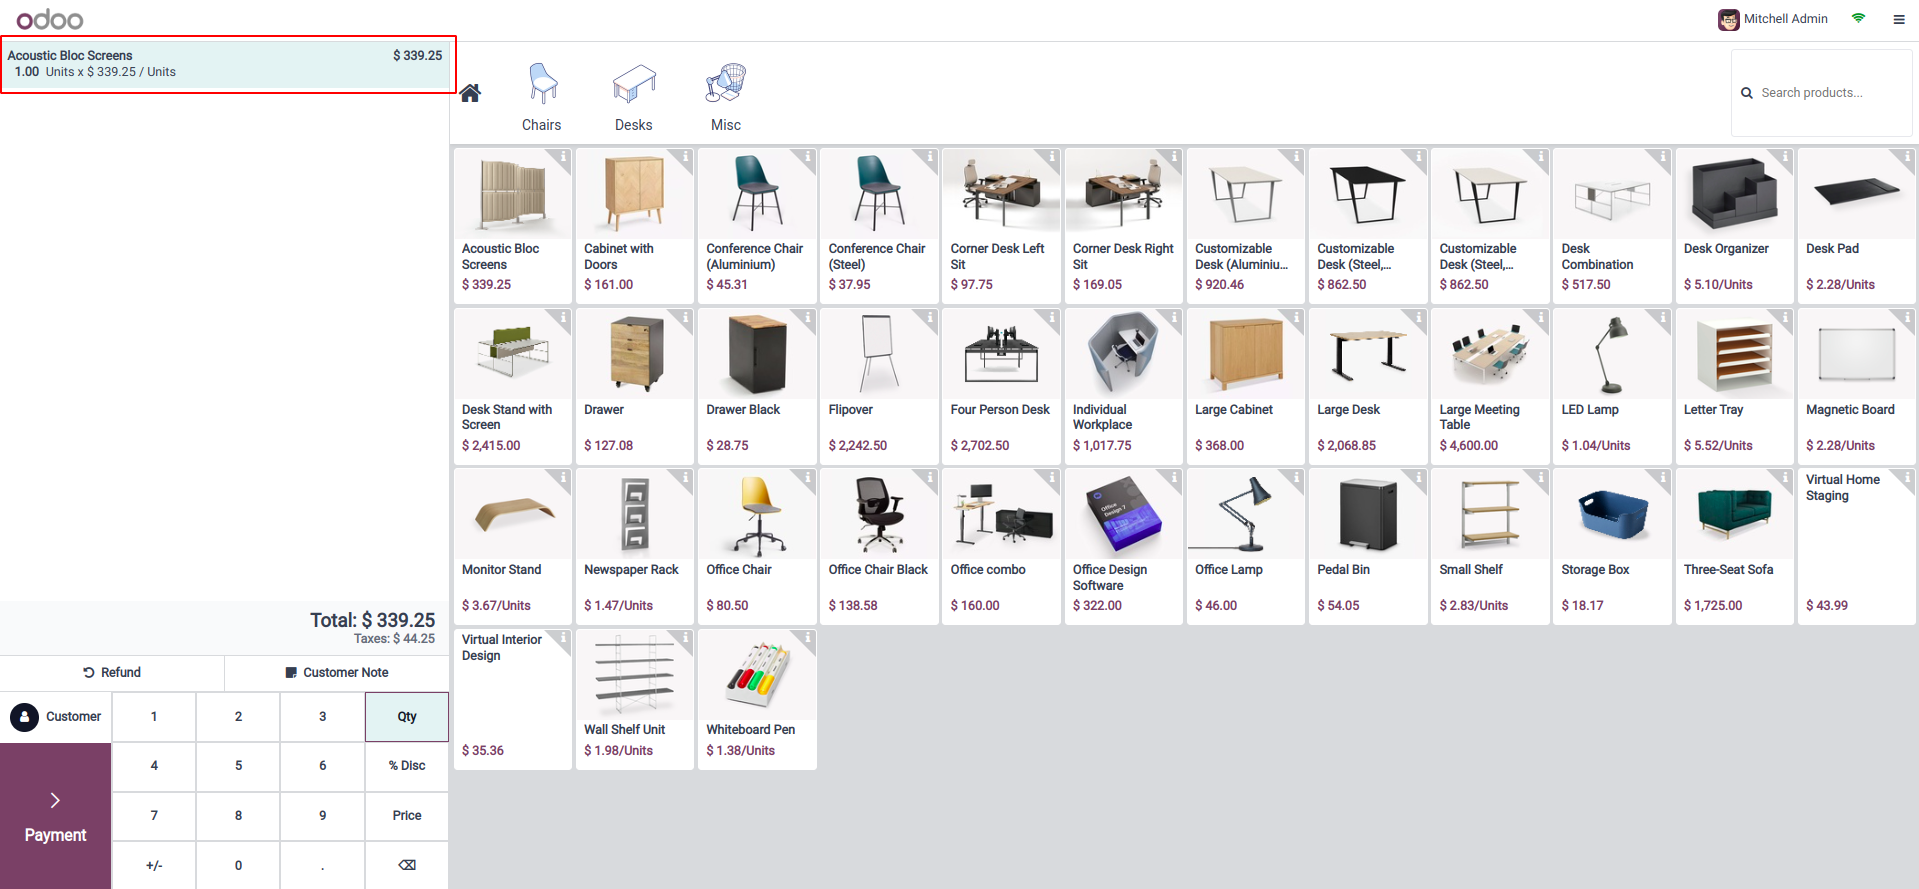 odoo
Mitchell Admin
Acoustic Bloc Screens $ 339.25
1.00 Units x $ 339.25 / Units
Chairs
Desks
Misc
Search products...
Acoustic Bloc
Screens
$ 339.25
Cabinet with
Doors
$ 161.00
Conference Chair
(Aluminium)
$ 45.31
Conference Chair
(Steel)
$ 37.95
Corner Desk Left
Sit
$ 97.75
Corner Desk Right
Sit
$ 169.05
Customizable
Desk (Aluminiu...
$ 920.46
Customizable
Desk (Steel,...
$ 862.50
Customizable
Desk (Steel,...
$ 862.50
Desk
Combination
$ 517.50
Desk Organizer
$ 5.10/Units
Desk Pad
$ 2.28/Units
Desk Stand with
Screen
$ 2,415.00
Drawer
$ 127.08
Drawer Black
$ 28.75
Flipover
$ 2,242.50
Four Person Desk
$ 2,702.50
Individual
Workplace
$ 1,017.75
Large Cabinet
$ 368.00
Large Desk
$ 2,068.85
Large Meeting
Table
$ 4,600.00
LED Lamp
$ 1.04/Units
Letter Tray
$ 5.52/Units
Magnetic Board
$ 2.28/Units
Monitor Stand
$ 3.67/Units
Newspaper Rack
$ 1.47/Units
Office Chair
$ 80.50
Office Chair Black
$ 138.58
Office combo
$ 160.00
Office
Design 7
Office Design
Software
$ 322.00
Office Lamp
$ 46.00
Pedal Bin
$ 54.05
Small Shelf
$ 2.83/Units
Storage Box
$ 18.17
Three-Seat Sofa
$ 1,725.00
Virtual Home
Staging
$ 43.99
Virtual Interior
Design
$ 35.36
Wall Shelf Unit
$ 1.98/Units
Whiteboard Pen
$ 1.38/Units
Total: $ 339.25
Taxes: $ 44.25
Refund
Customer Note
Customer
1 2 3 Qty
4 5 6 % Disc
7 8 9 Price
+/- 0 .
Payment